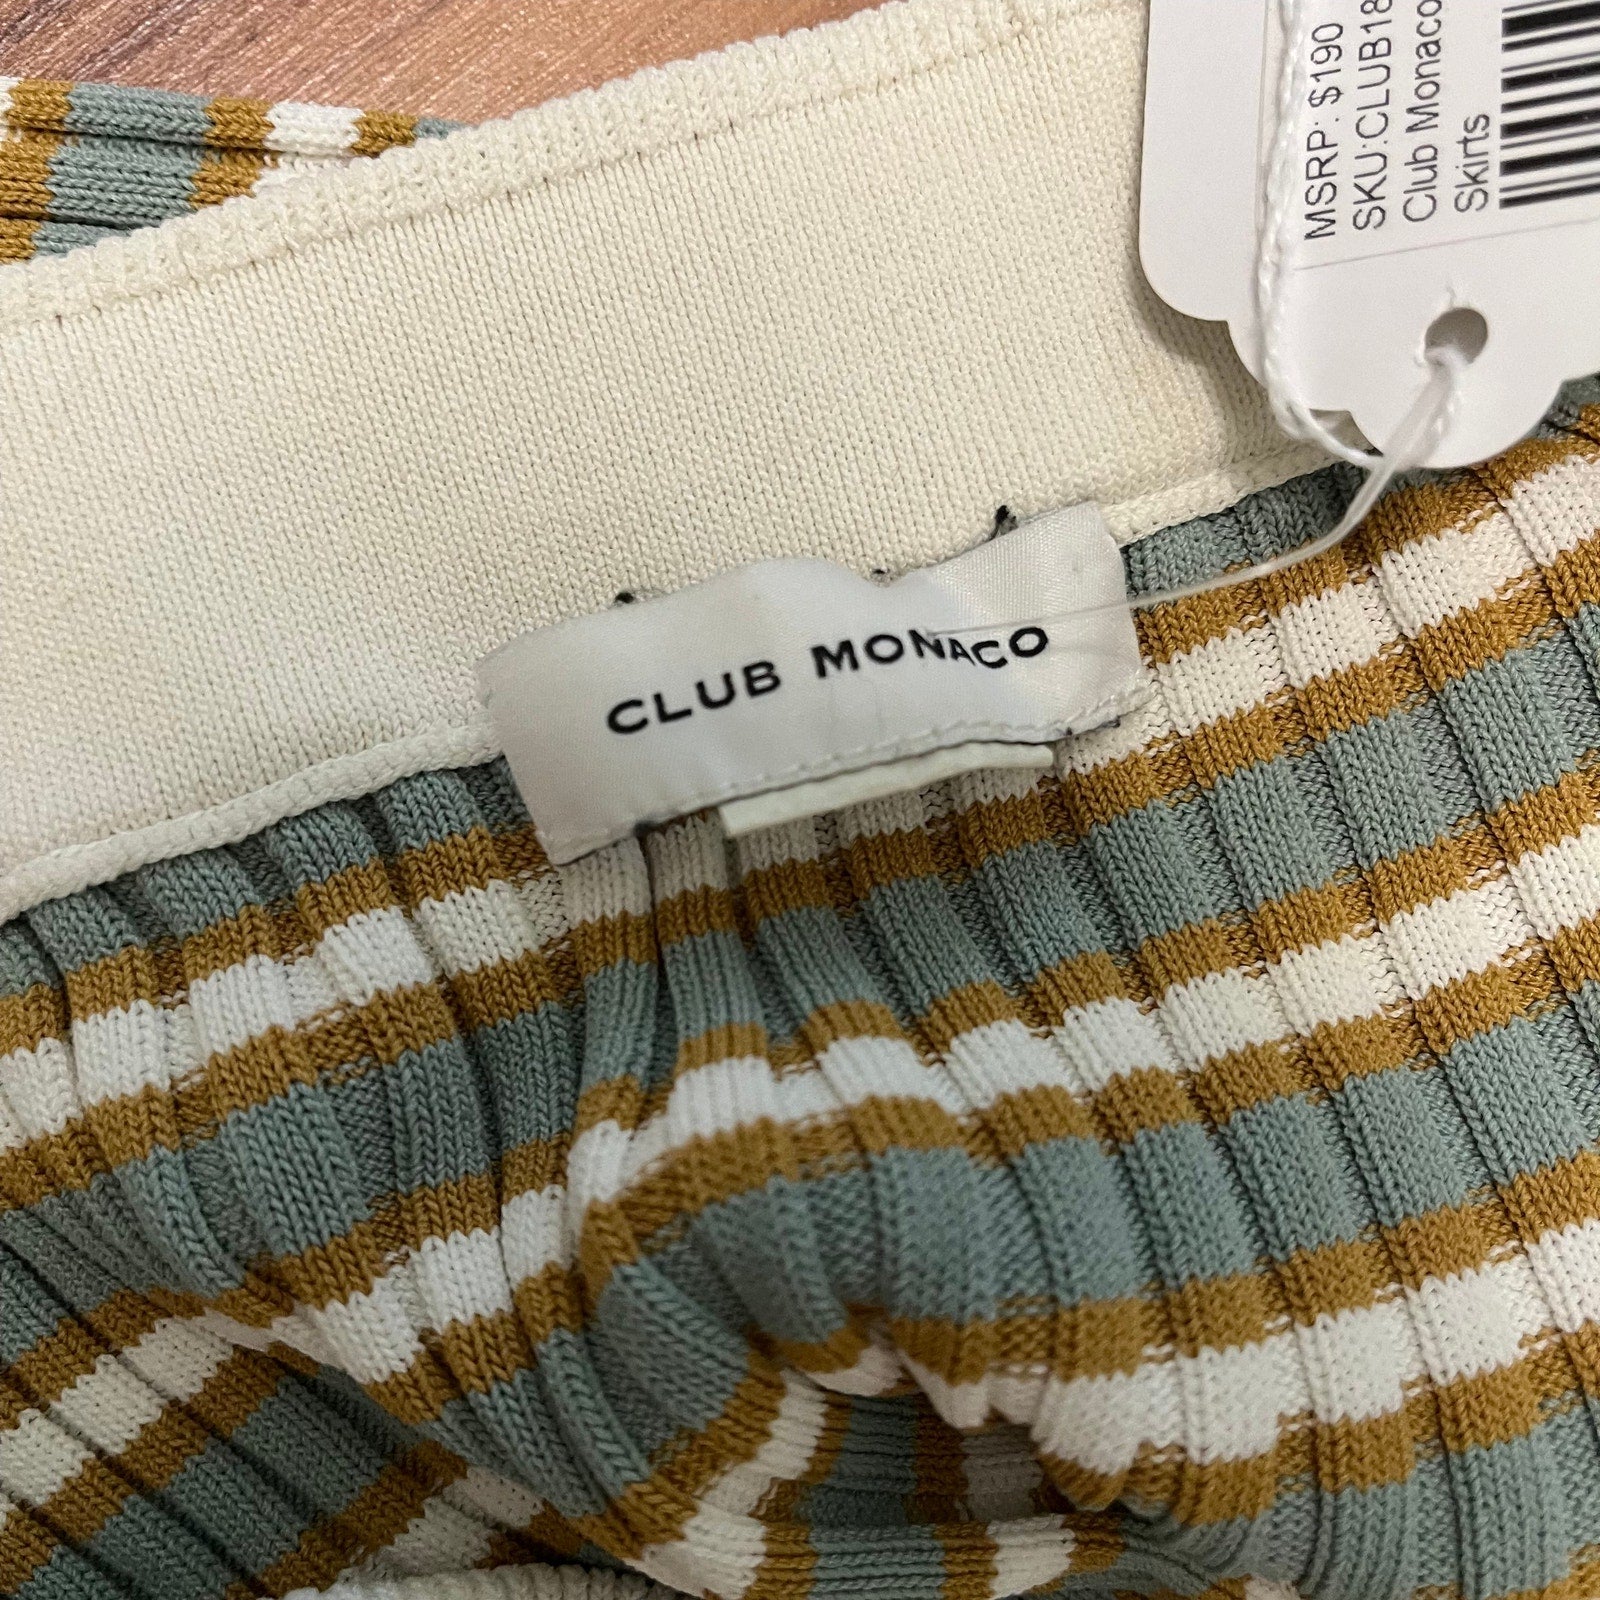 MSRP: $190
SKU:CLUB18
Club Monaco
Skirts
CLUB MONACO